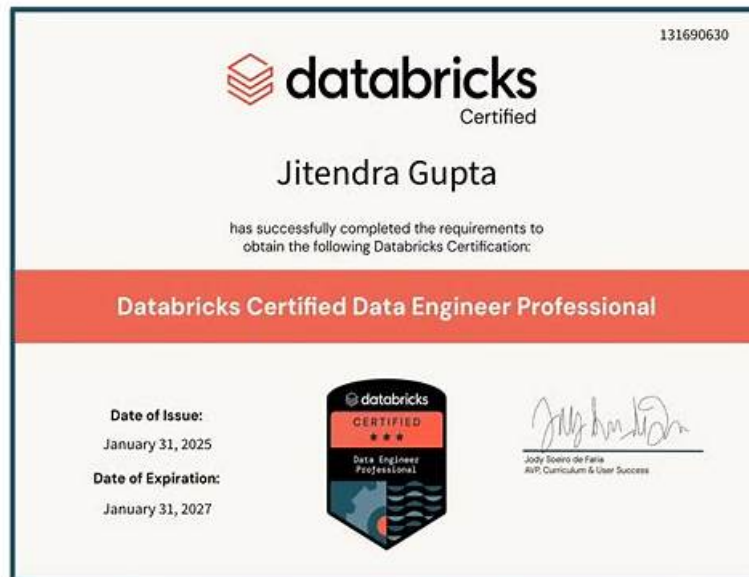 131690630
databricks
Certified
Jitendra Gupta
has successfully completed the requirements to
obtain the following Databricks Certification:
Databricks Certified Data Engineer Professional
Date of Issue:
January 31, 2025
Date of Expiration:
January 31, 2027
databricks
CERTIFIED
Data Engineer
Professional
Jody Soeiro de Faria
AVP, Curriculum & User Success